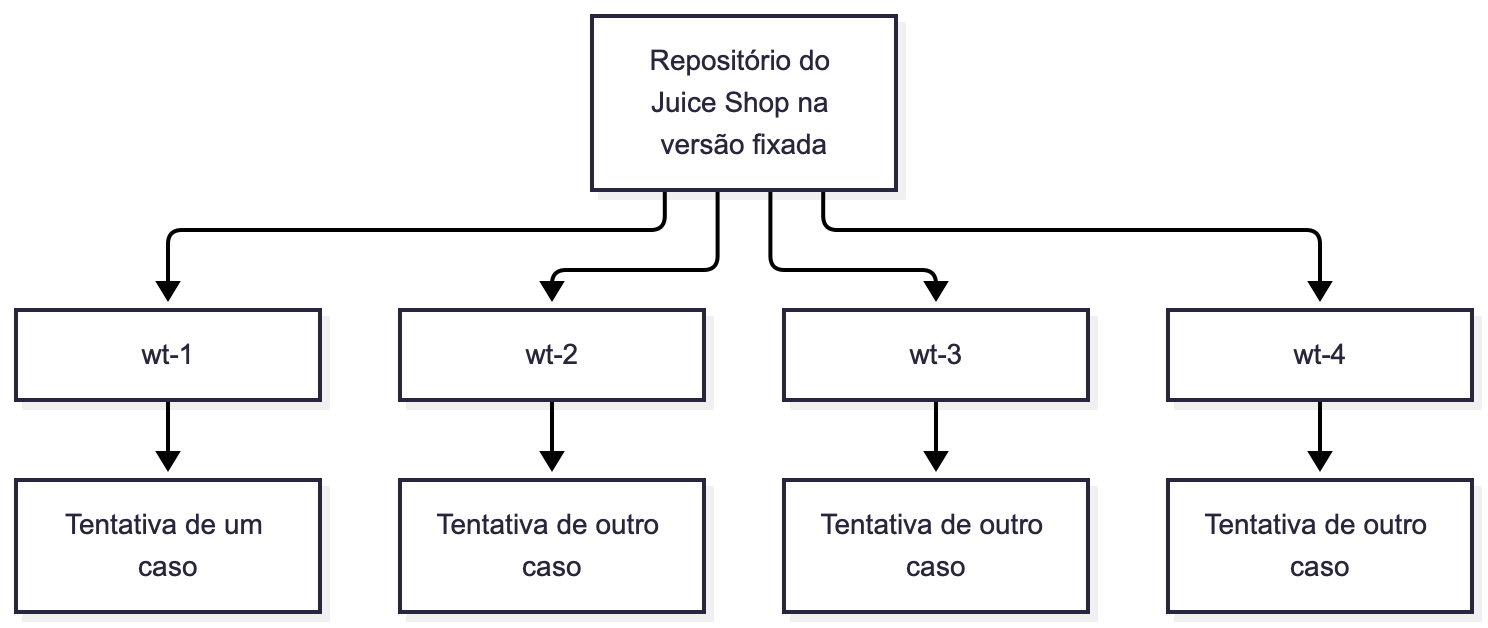 Repositório do
Juice Shop na
versão fixada
wt-1
wt-2
wt-3
wt-4
Tentativa de um
caso
Tentativa de outro
caso
Tentativa de outro
caso
Tentativa de outro
caso